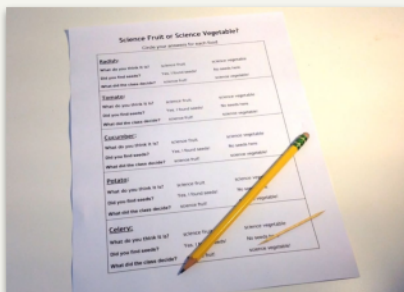 Science Fruit or Science Vegetable?
Circle your answers for each food
Radish:
What do you think it is? science fruit science vegetable
Did you find seeds? Yes, I found seeds! No seeds here
What did the class decide? science fruit science vegetable
Tomato:
What do you think it is? science fruit science vegetable
Did you find seeds? Yes, I found seeds! No seeds here
What did the class decide? science fruit science vegetable
Cucumber:
What do you think it is? science fruit science vegetable
Did you find seeds? Yes, I found seeds! No seeds here
What did the class decide? science fruit science vegetable
Potato:
What do you think it is? science fruit science
Did you find seeds? Yes, I found seeds! No
What did the class decide? science fruit science vegetable
Celery:
What do you think it is? science fruit science vegetable
Did you find seeds? Yes, I seeds! No seeds
What did the class decide? fruit science vegetable